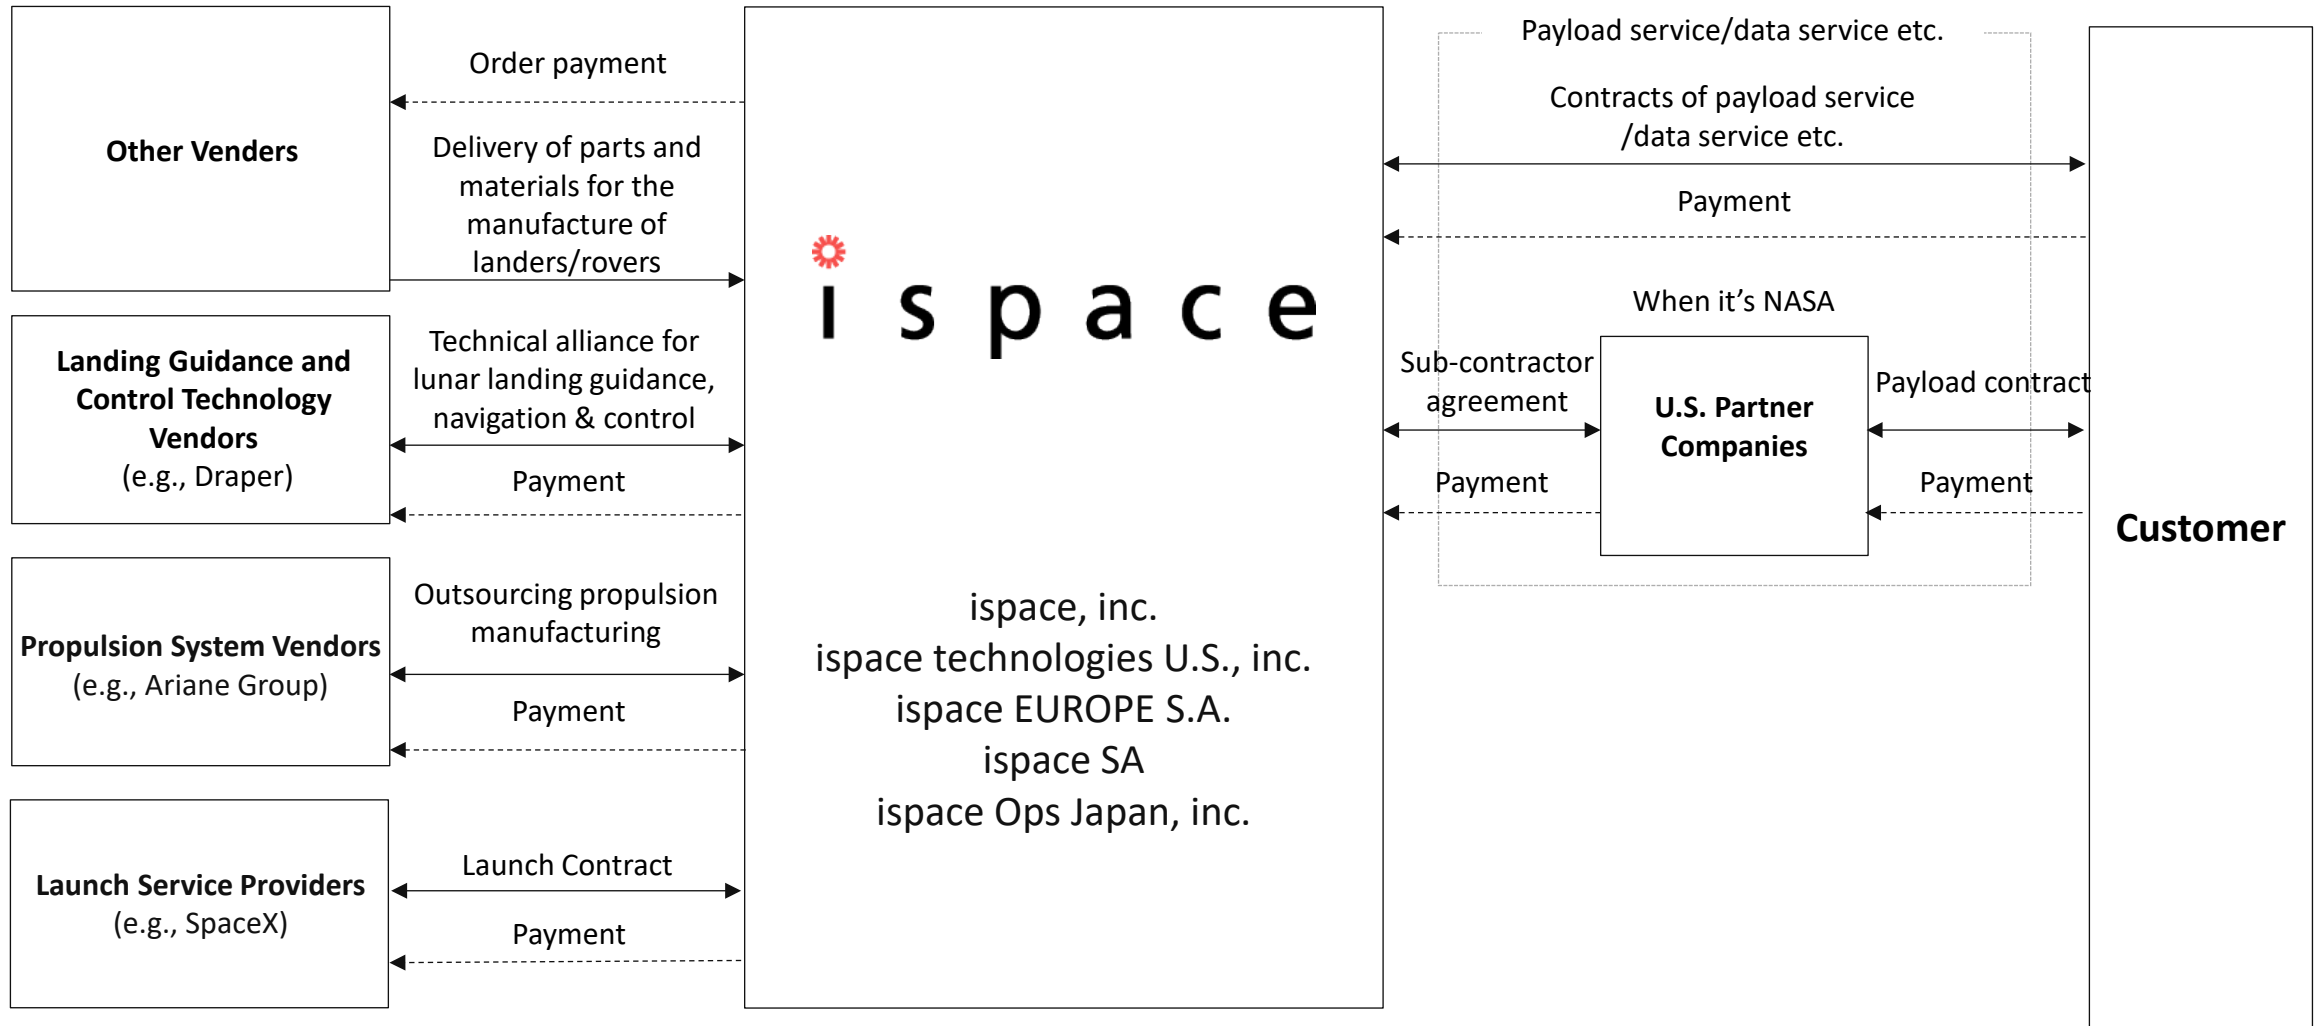 Other Venders
Order payment
Delivery of parts and
materials for the
manufacture of
landers/rovers
Landing Guidance and
Control Technology
Vendors
(e.g., Draper)
Technical alliance for
lunar landing guidance,
navigation & control
Payment
Propulsion System Vendors
(e.g., Ariane Group)
Outsourcing propulsion
manufacturing
Payment
Launch Service Providers
(e.g., SpaceX)
Launch Contract
Payment
ispace
ispace, inc.
ispace technologies U.S., inc.
ispace EUROPE S.A.
ispace SA
ispace Ops Japan, inc.
Payload service/data service etc.
Contracts of payload service
/data service etc.
Payment
When it's NASA
Sub-contractor
agreement
Payment
U.S. Partner
Companies
Payload contract
Payment
Customer